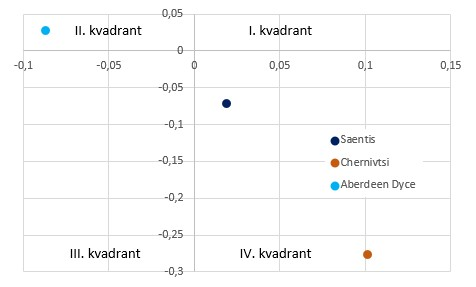 0,05
II. kvadrant I. kvadrant
0
-0,1 -0,05 0 0,05 0,1 0,15
-0,05
-0,1
Saentis
-0,15 Chernivtsi
Aberdeen Dyce
-0,2
-0,25
III. kvadrant IV. kvadrant
-0,3